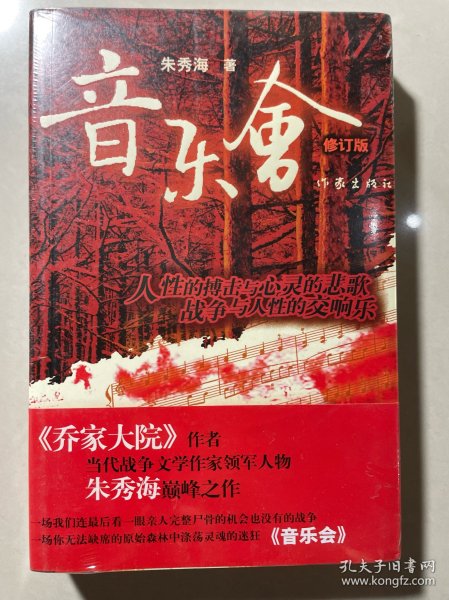 朱秀海 著
音乐會
修订版
作家出版社
人性的搏击与心灵的悲歌
战争与人性的交响乐
《乔家大院》作者
当代战争文学作家领军人物
朱秀海巅峰之作
一场我们连最后看一眼亲人完整尸骨的机会也没有的战争
一场你无法缺席的原始森林中涤荡灵魂的迷狂 《音乐会》
孔夫子旧书网
www.kongfz.com